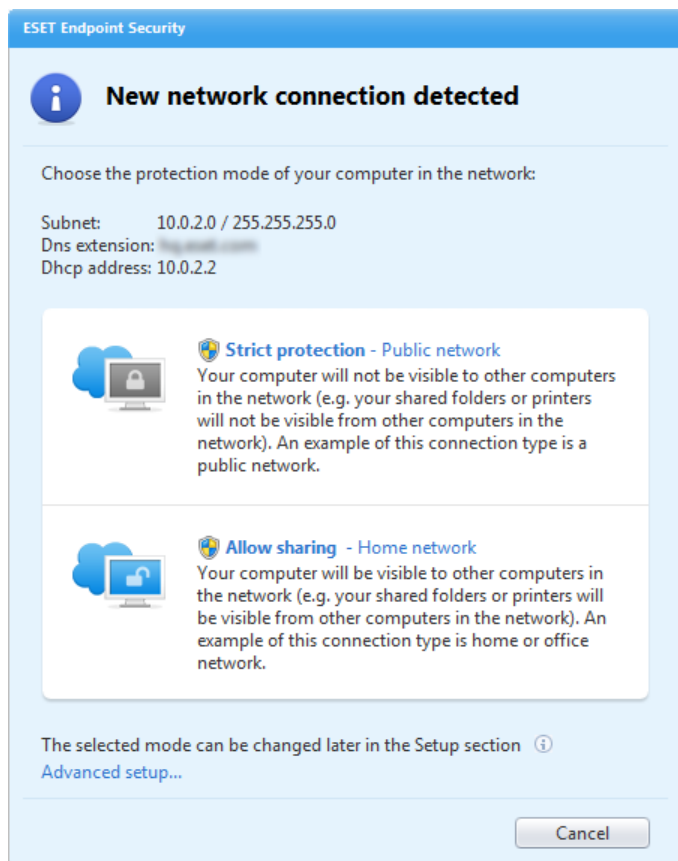 ESET Endpoint Security
New network connection detected
Choose the protection mode of your computer in the network:
Subnet: 10.0.2.0 / 255.255.255.0
Dns extension:
Dhcp address: 10.0.2.2
Strict protection - Public network
Your computer will not be visible to other computers
in the network (e.g. your shared folders or printers
will not be visible from other computers in the
network). An example of this connection type is a
public network.
Allow sharing - Home network
Your computer will be visible to other computers in
the network (e.g. your shared folders or printers will
be visible from other computers in the network). An
example of this connection type is home or office
network.
The selected mode can be changed later in the Setup section
Advanced setup...
Cancel